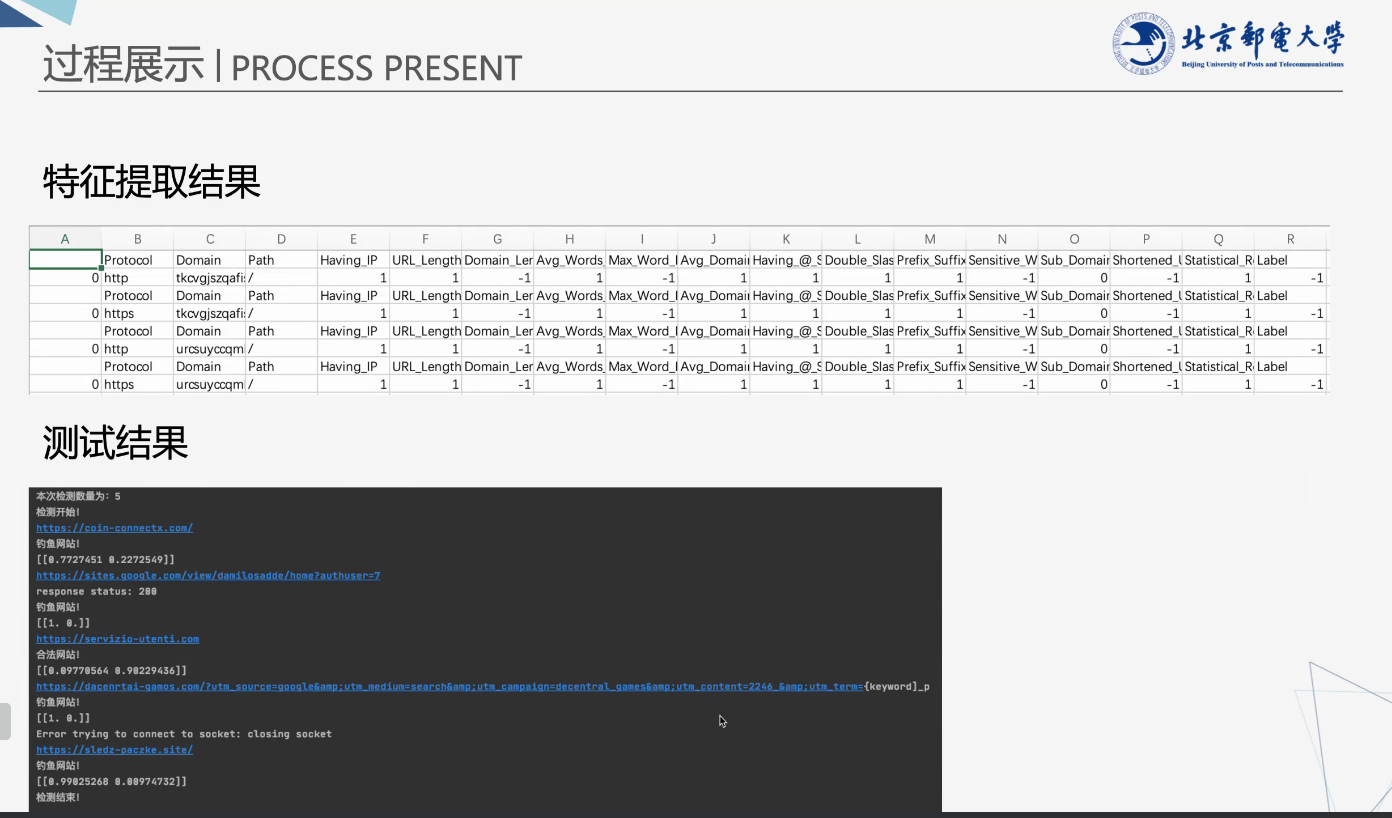 过程展示 | PROCESS PRESENT
北京郵電大學
Beijing University of Posts and Telecommunications
特征提取结果
A B C D E F G H I J K L M N O P Q R
Protocol Domain Path Having_IP URL_Length Domain_Ler Avg_Words_ Max_Word_l Avg_Domai Having_@_S Double_Slas Prefix_Suffix Sensitive_W Sub_Domair Shortened_U Statistical_R Label
0 http tkcvgjszqafi: / 1 1 -1 1 -1 1 1 1 1 -1 0 -1 1 -1
Protocol Domain Path Having_IP URL_Length Domain_Ler Avg_Words_ Max_Word_l Avg_Domai Having_@_S Double_Slas Prefix_Suffix Sensitive_W Sub_Domair Shortened_U Statistical_R Label
0 https tkcvgjszqafi: / 1 1 -1 1 -1 1 1 1 1 -1 0 -1 1 -1
Protocol Domain Path Having_IP URL_Length Domain_Ler Avg_Words_ Max_Word_l Avg_Domai Having_@_S Double_Slas Prefix_Suffix Sensitive_W Sub_Domair Shortened_U Statistical_R Label
0 http urcsuyccqm / 1 1 -1 1 -1 1 1 1 1 -1 0 -1 1 -1
Protocol Domain Path Having_IP URL_Length Domain_Ler Avg_Words_ Max_Word_l Avg_Domai Having_@_S Double_Slas Prefix_Suffix Sensitive_W Sub_Domair Shortened_U Statistical_R Label
0 https urcsuyccqm / 1 1 -1 1 -1 1 1 1 1 -1 0 -1 1 -1
测试结果
本次检测数量为：5
检测开始！
https://coin-connectx.com/
钓鱼网站！
[[0.7727451 0.2272549]]
https://sites.google.com/view/damilosadde/home?authuser=7
response status: 200
钓鱼网站！
[[1. 0.]]
https://servizio-utenti.com
合法网站！
[[0.09770564 0.90229436]]
https://dacenrtai-gamos.com/?utm_source=google&amp;utm_medium=search&amp;utm_campaign=decentral_games&amp;utm_content=2246_&amp;utm_term={keyword}_p
钓鱼网站！
[[1. 0.]]
Error trying to connect to socket: closing socket
https://sledz-paczke.site/
钓鱼网站！
[[0.99025268 0.00974732]]
检测结束！